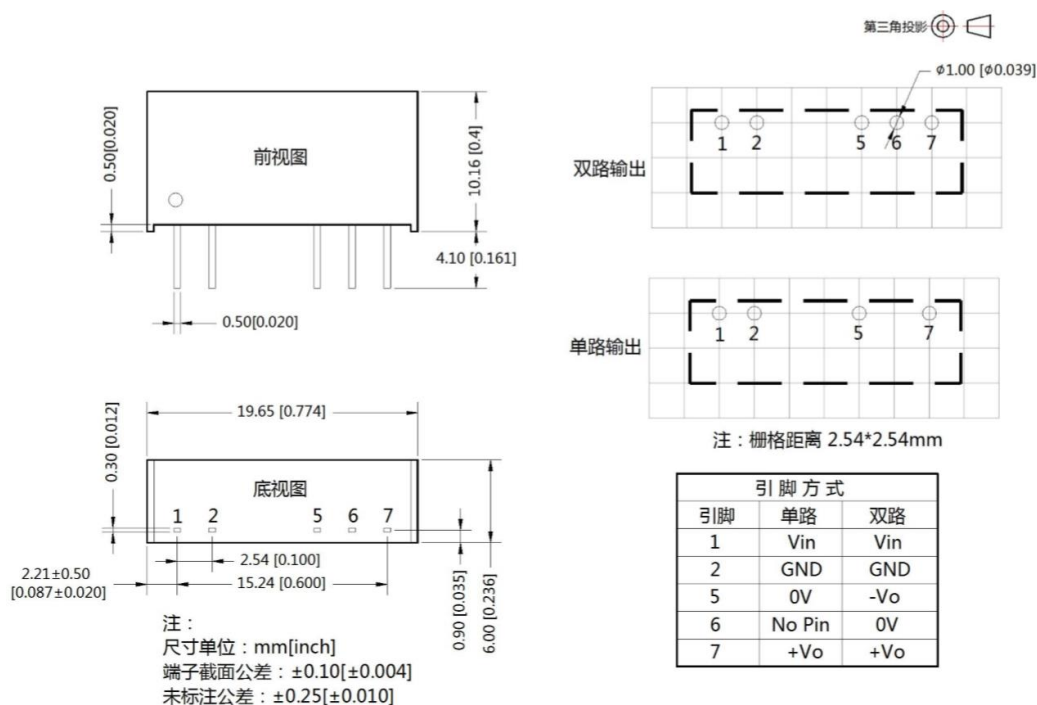 第三角投影
ϕ1.00 [ϕ0.039]
0.50[0.020]
前视图
10.16 [0.4]
4.10 [0.161]
0.50[0.020]
双路输出
1 2 5 6 7
单路输出
1 2 5 7
注：栅格距离 2.54*2.54mm
19.65 [0.774]
0.30 [0.012]
底视图
1 2 5 6 7
2.54 [0.100]
15.24 [0.600]
2.21±0.50
[0.087±0.020]
0.90 [0.035]
6.00 [0.236]
注：
尺寸单位：mm[inch]
端子截面公差：±0.10[±0.004]
未标注公差：±0.25[±0.010]
引 脚 方 式
引脚 单路 双路
1 Vin Vin
2 GND GND
5 0V -Vo
6 No Pin 0V
7 +Vo +Vo